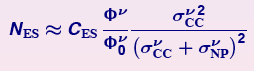 N_ES ≈ C_ES Φ^ν / Φ_0^ν σ_CC^ν 2 / (σ_CC^ν + σ_NP^ν)^2